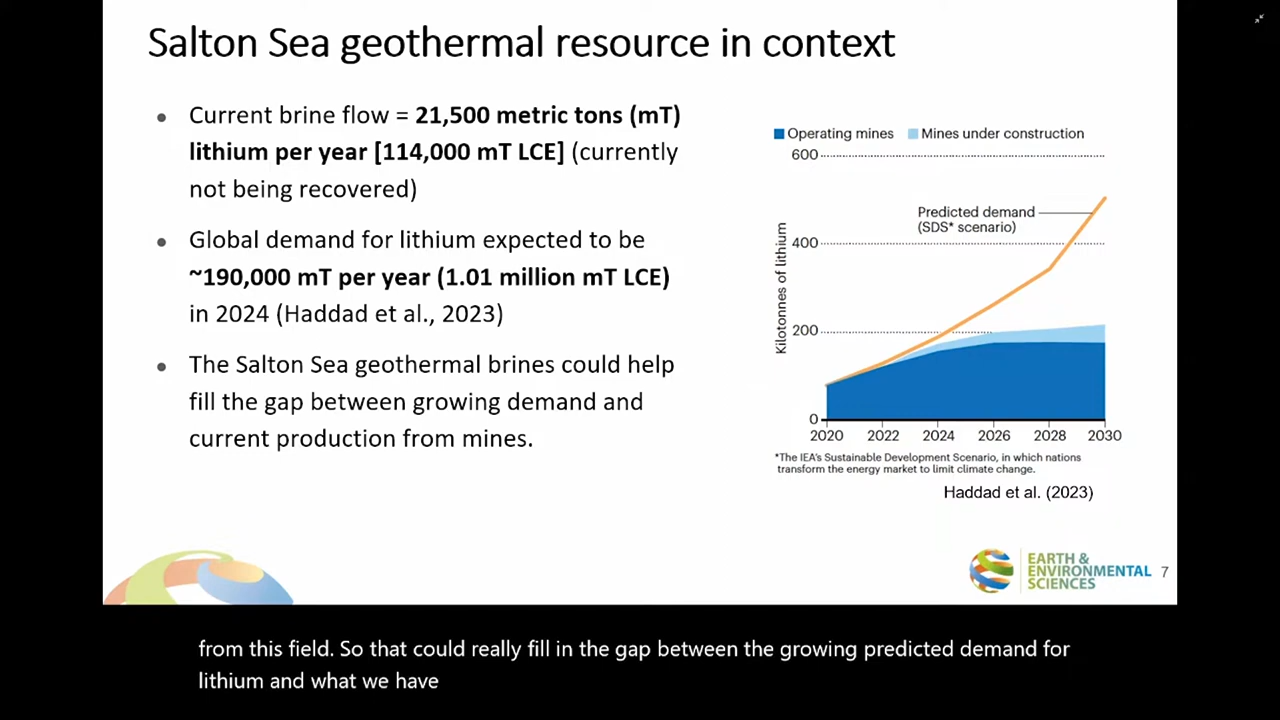 Salton Sea geothermal resource in context
● Current brine flow = 21,500 metric tons (mT)
lithium per year [114,000 mT LCE] (currently
not being recovered)
● Global demand for lithium expected to be
~190,000 mT per year (1.01 million mT LCE)
in 2024 (Haddad et al., 2023)
● The Salton Sea geothermal brines could help
fill the gap between growing demand and
current production from mines.
Operating mines Mines under construction
600
Predicted demand
(SDS* scenario)
400
Kilotonnes of lithium
200
0
2020 2022 2024 2026 2028 2030
*The IEA's Sustainable Development Scenario, in which nations
transform the energy market to limit climate change.
Haddad et al. (2023)
EARTH &
ENVIRONMENTAL
SCIENCES
7
from this field. So that could really fill in the gap between the growing predicted demand for
lithium and what we have